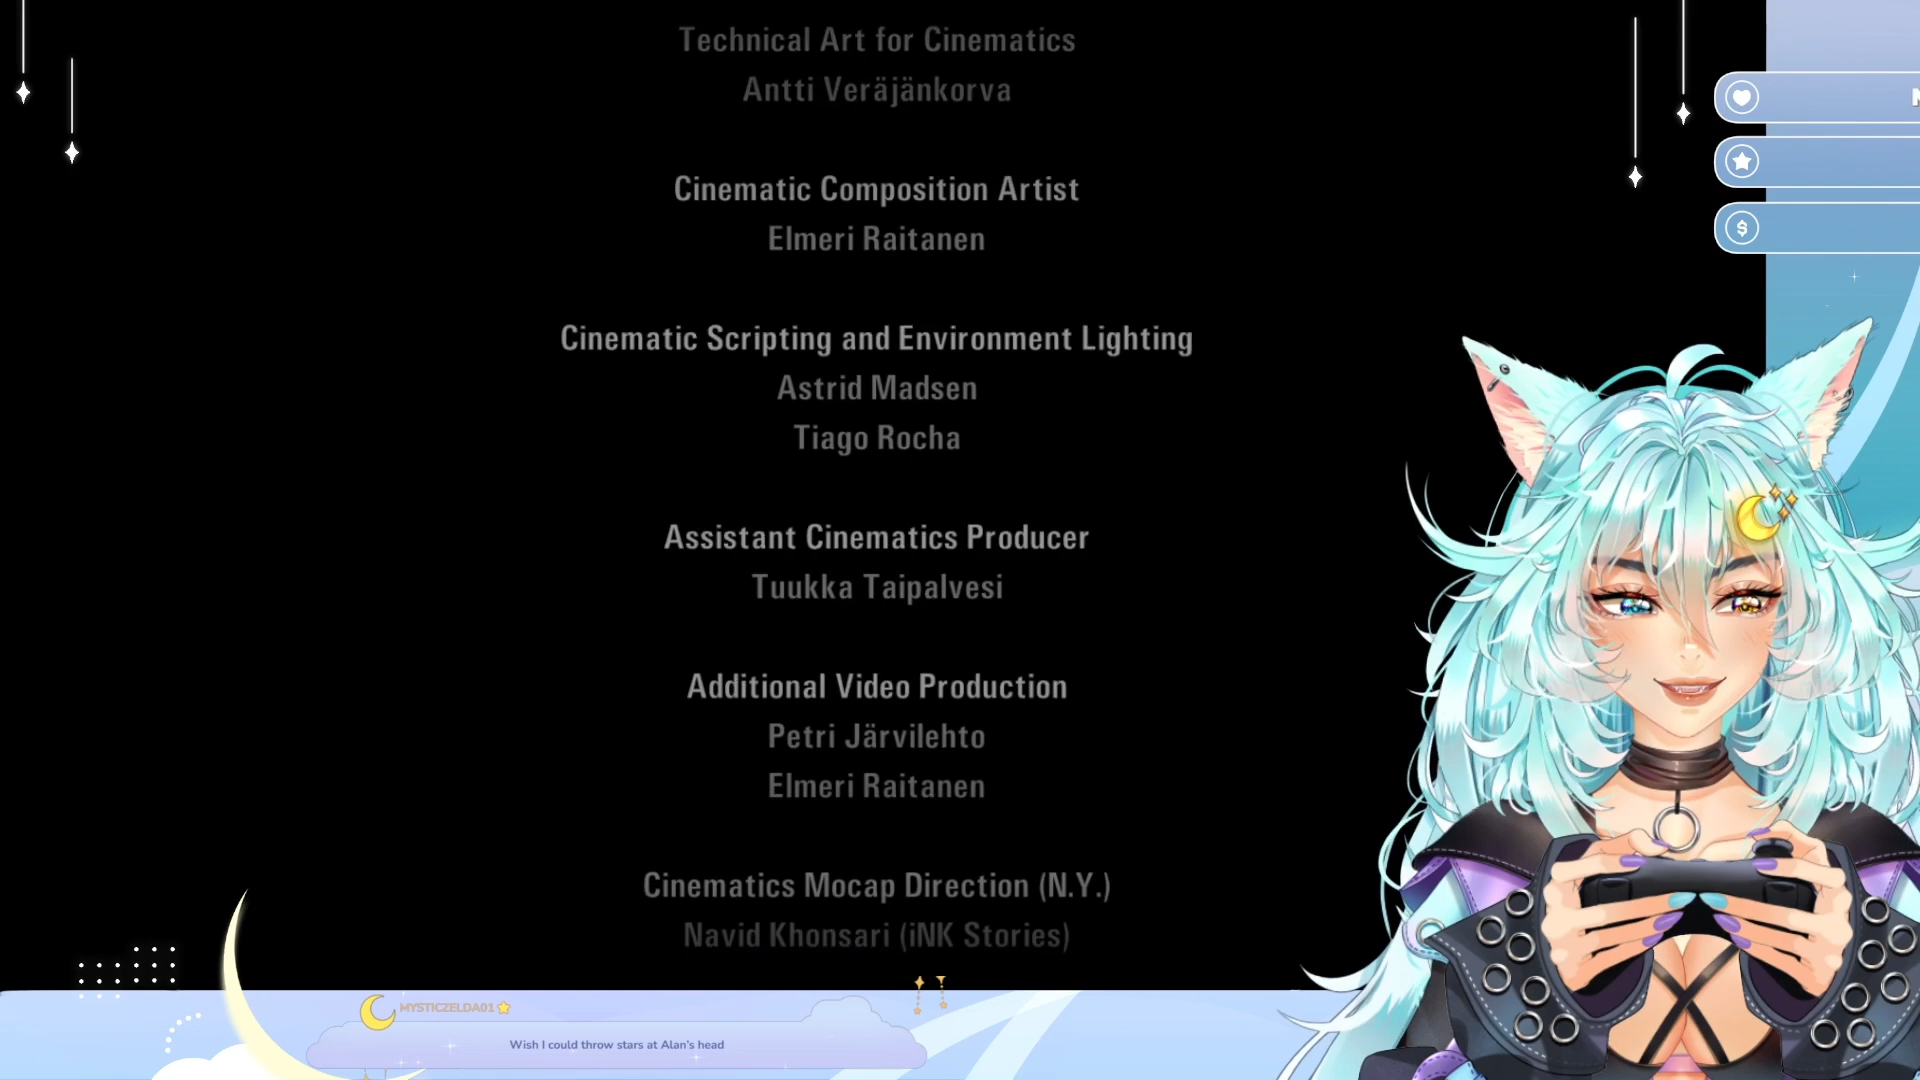 Technical Art for Cinematics
Antti Veräjänkorva
Cinematic Composition Artist
Elmeri Raitanen
Cinematic Scripting and Environment Lighting
Astrid Madsen
Tiago Rocha
Assistant Cinematics Producer
Tuukka Taipalvesi
Additional Video Production
Petri Järvilehto
Elmeri Raitanen
Cinematics Mocap Direction (N.Y.)
Navid Khonsari (iNK Stories)
MYSTICZELDA01
Wish I could throw stars at Alan's head